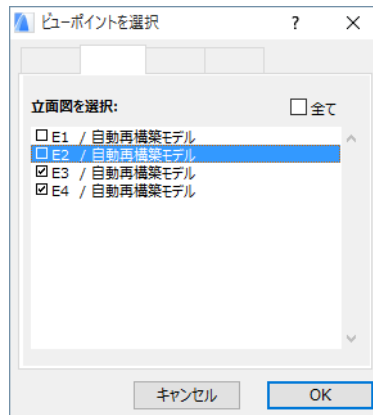 ビューポイントを選択
?
立面図を選択:
全て
E1 / 自動再構築モデル
E2 / 自動再構築モデル
E3 / 自動再構築モデル
E4 / 自動再構築モデル
キャンセル
OK